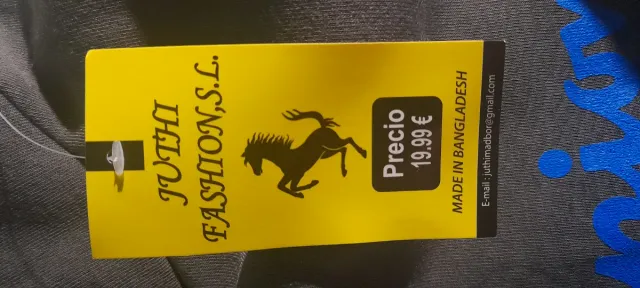 JUTHI
FASHION,S.L.
Precio
19.99 €
MADE IN BANGLADESH
E-mail : juthimadbor@gmail.com